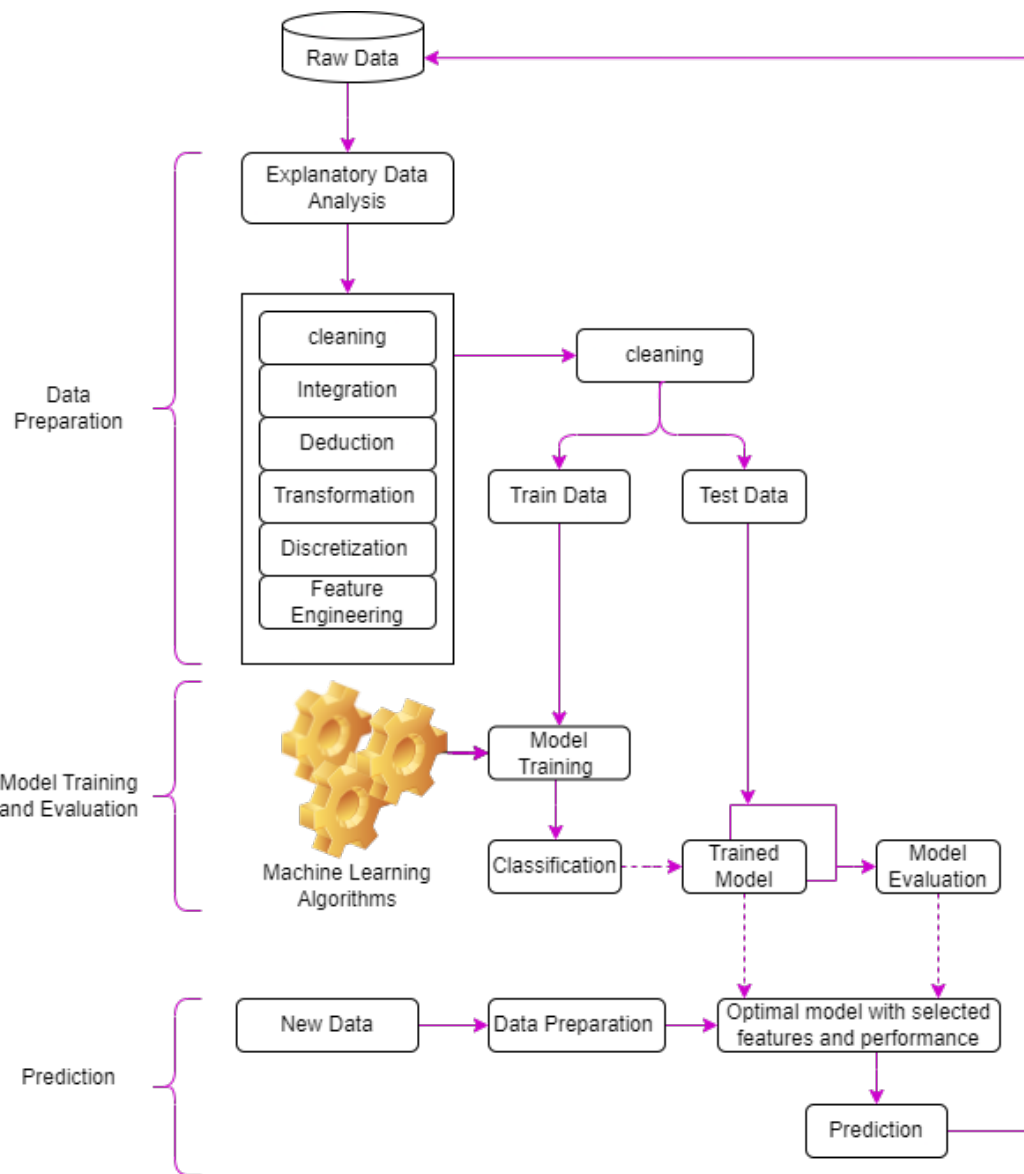 Raw Data
Explanatory Data
Analysis
cleaning
Integration
Deduction
Transformation
Discretization
Feature
Engineering
cleaning
Data
Preparation
Train Data
Test Data
Model Training
and Evaluation
Machine Learning
Algorithms
Model
Training
Classification
Trained
Model
Model
Evaluation
Prediction
New Data
Data Preparation
Optimal model with selected
features and performance
Prediction